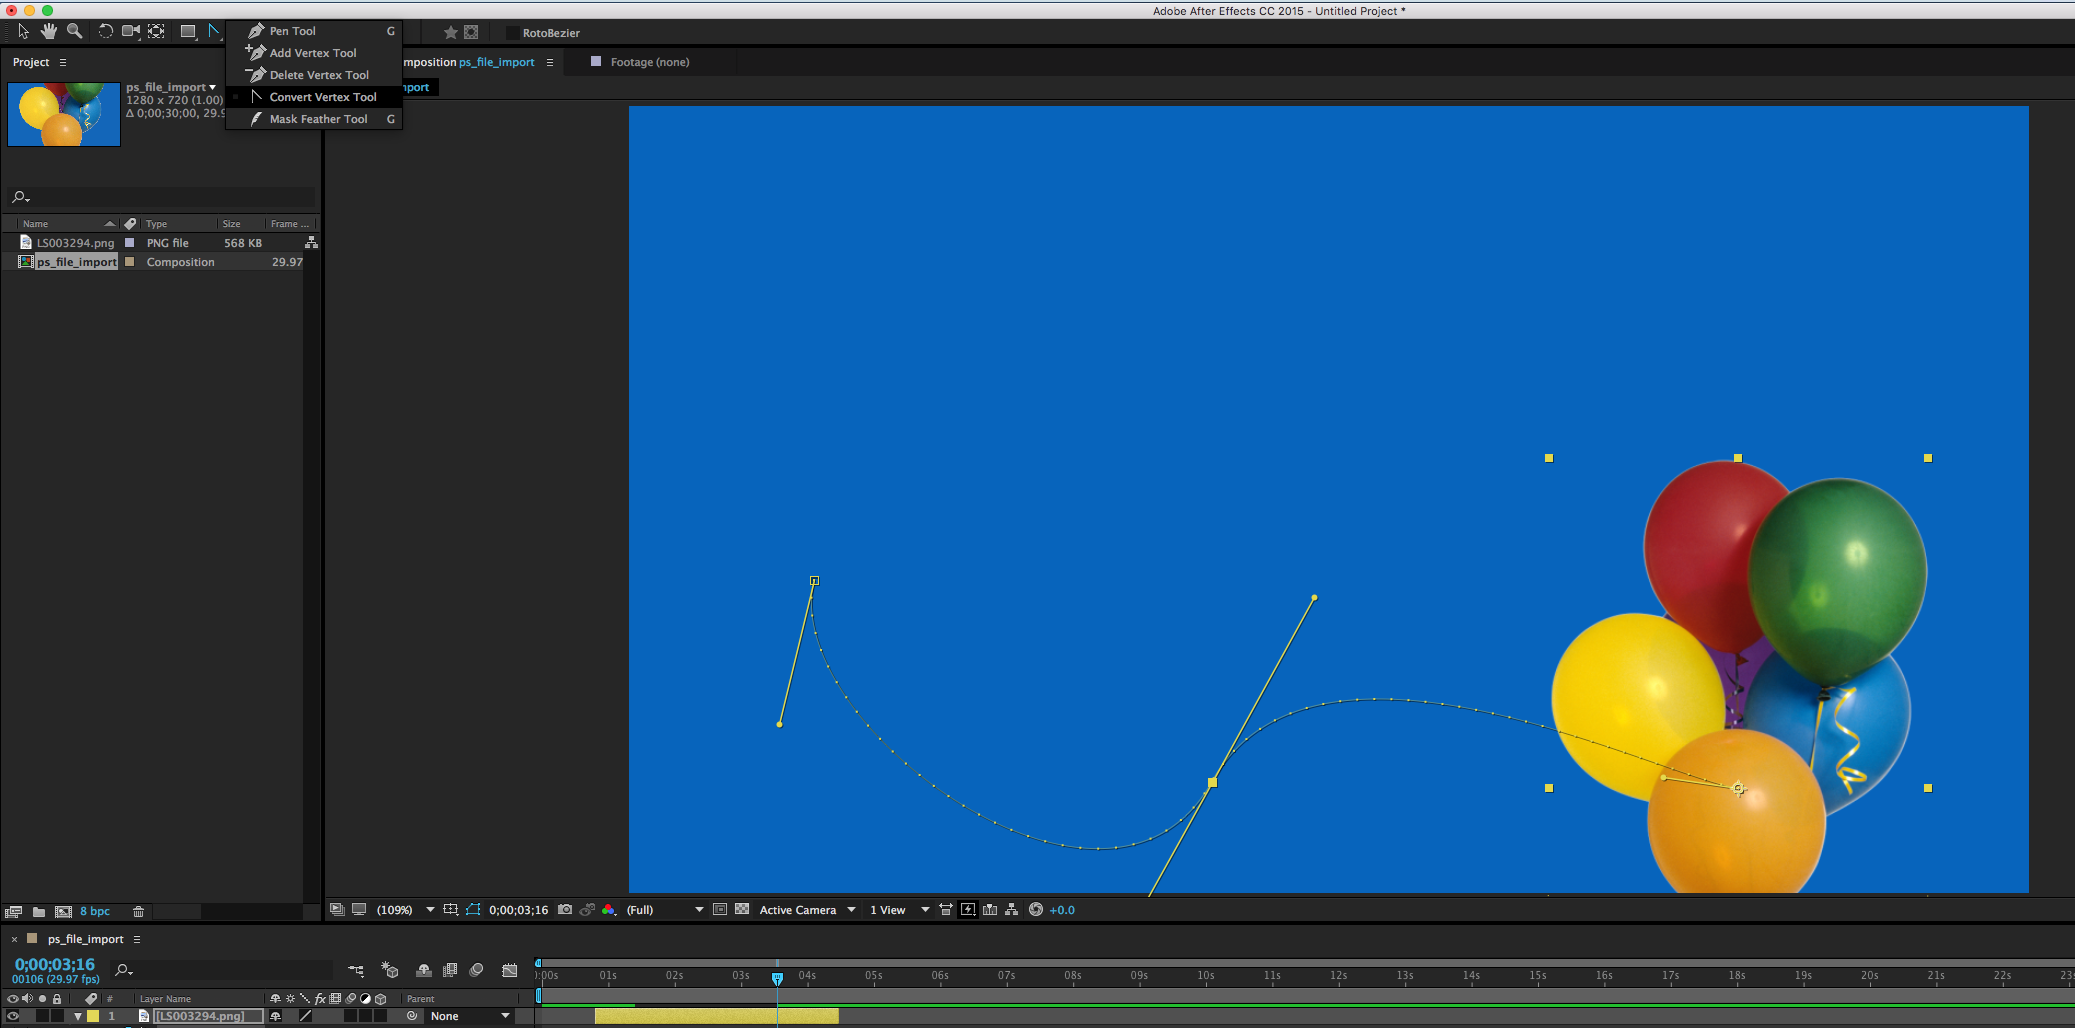 Adobe After Effects CC 2015 - Untitled Project *
Pen Tool G
Add Vertex Tool
Delete Vertex Tool
Convert Vertex Tool
Mask Feather Tool G
RotoBezier
Project
mposition ps_file_import
Footage (none)
port
ps_file_import
1280 x 720 (1.00)
Δ 0;00;30;00, 29.9
Name Type Size Frame ...
LS003294.png PNG file 568 KB
ps_file_import Composition 29.97
8 bpc
(109%) 0;00;03;16 (Full) Active Camera 1 View +0.0
× ps_file_import
0;00;03;16
00106 (29.97 fps)
):00s 01s 02s 03s 04s 05s 06s 07s 08s 09s 10s 11s 12s 13s 14s 15s 16s 17s 18s 19s 20s 21s 22s 23s
# Layer Name fx Parent
1 [LS003294.png] None